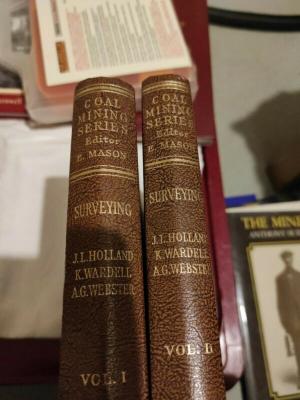 COAL
MINING
SERIES
Editor
E. MASON
SURVEYING
J.L.HOLLAND
K.WARDELL
A.G.WEBSTER
VOL. I
COAL
MINING
SERIES
Editor
E. MASON
SURVEYING
J.L.HOLLAND
K.WARDELL
A.G.WEBSTER
VOL. II
THE MINE